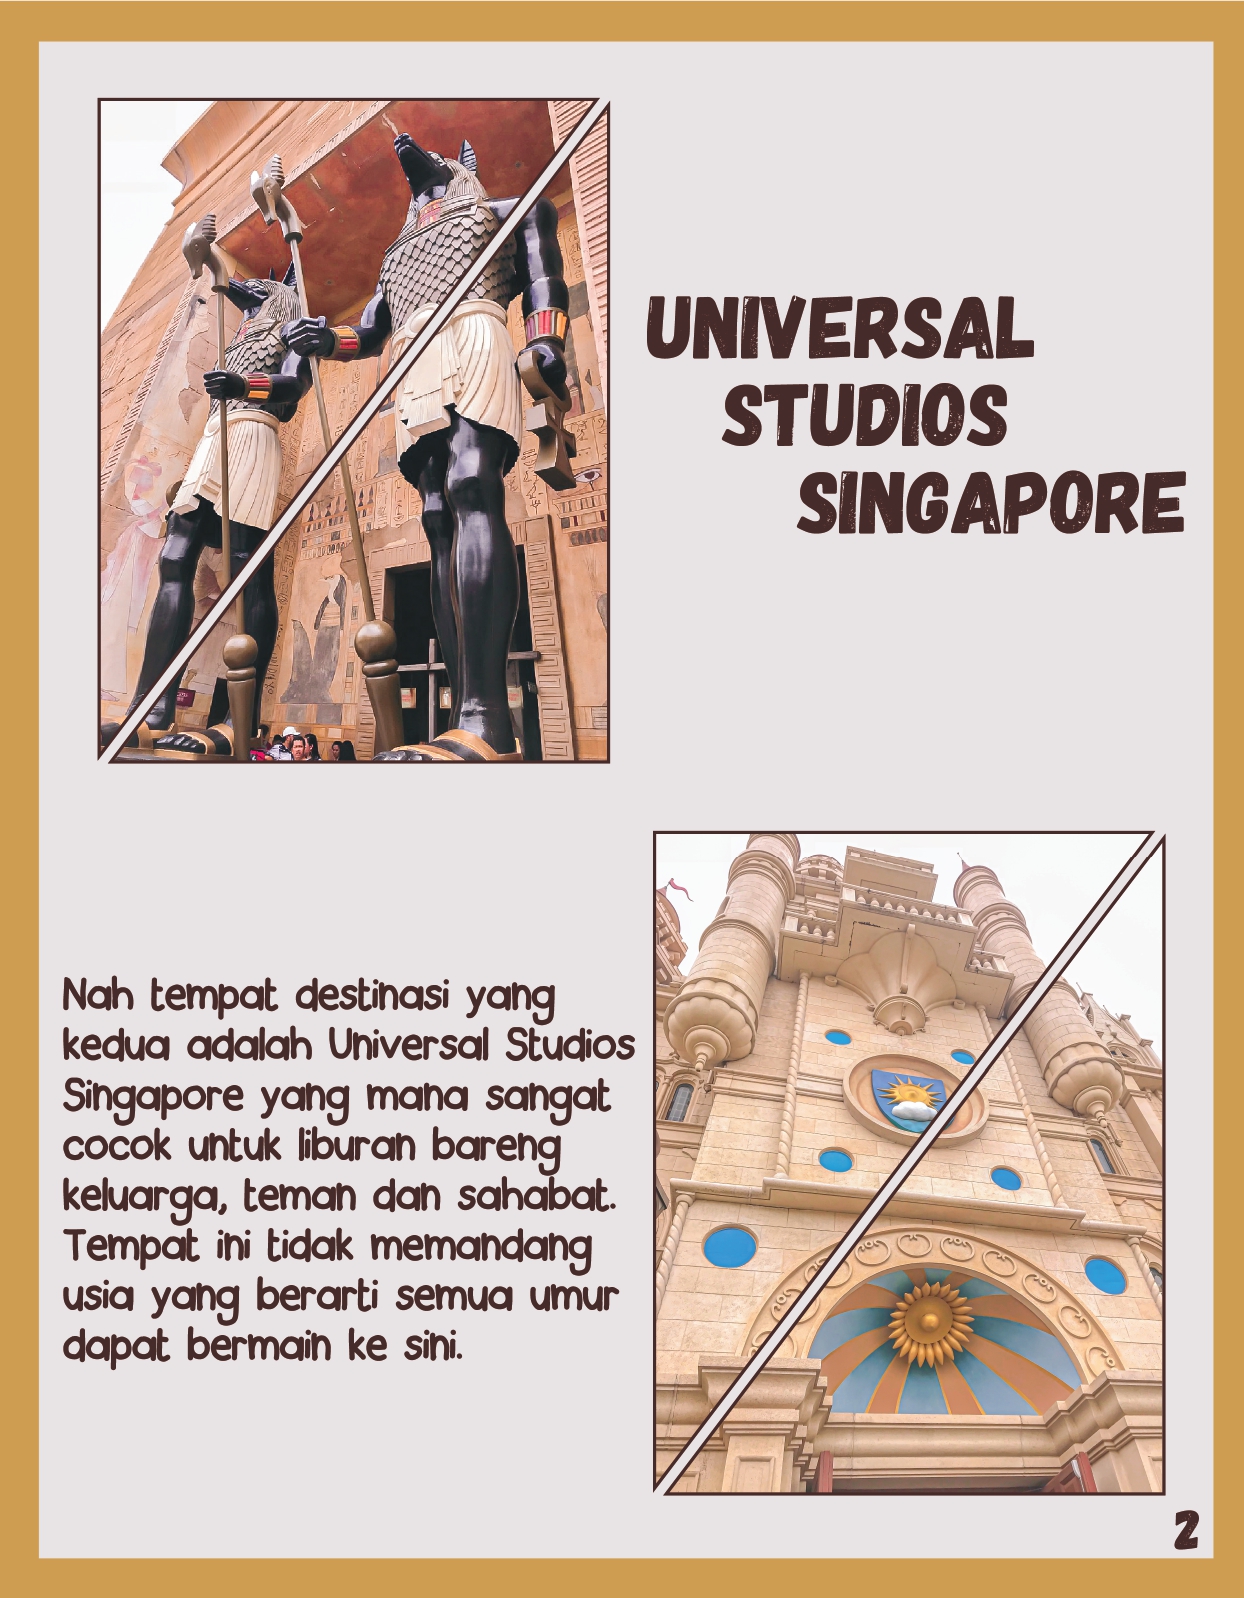 UNIVERSAL
STUDIOS
SINGAPORE
Nah tempat destinasi yang
kedua adalah Universal Studios
Singapore yang mana sangat
cocok untuk liburan bareng
keluarga, teman dan sahabat.
Tempat ini tidak memandang
usia yang berarti semua umur
dapat bermain ke sini.
2